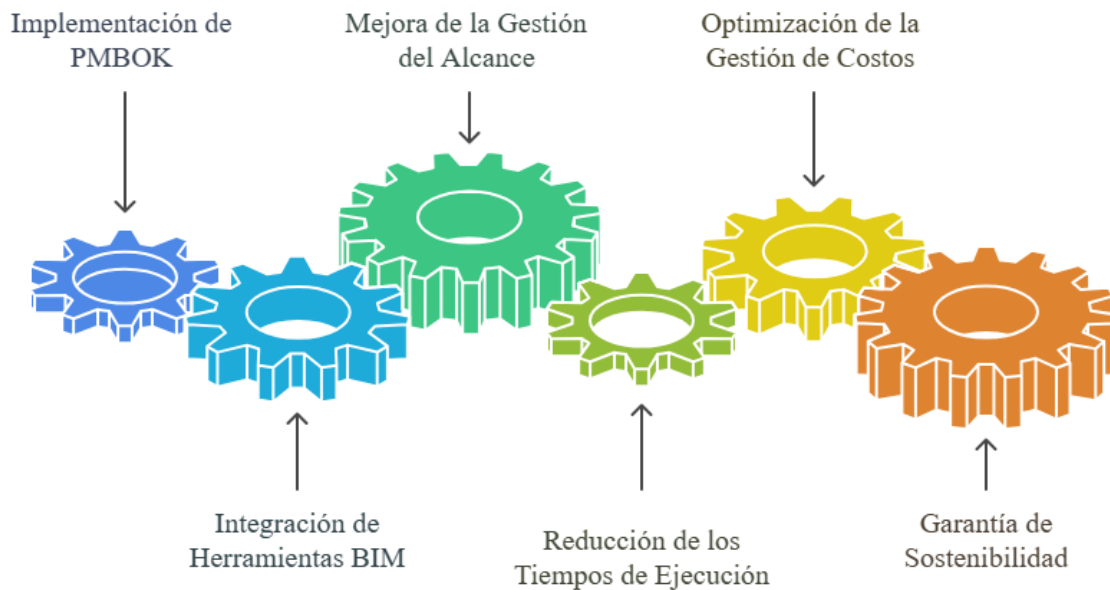 Implementación de
PMBOK
Mejora de la Gestión
del Alcance
Optimización de la
Gestión de Costos
Integración de
Herramientas BIM
Reducción de los
Tiempos de Ejecución
Garantía de
Sostenibilidad